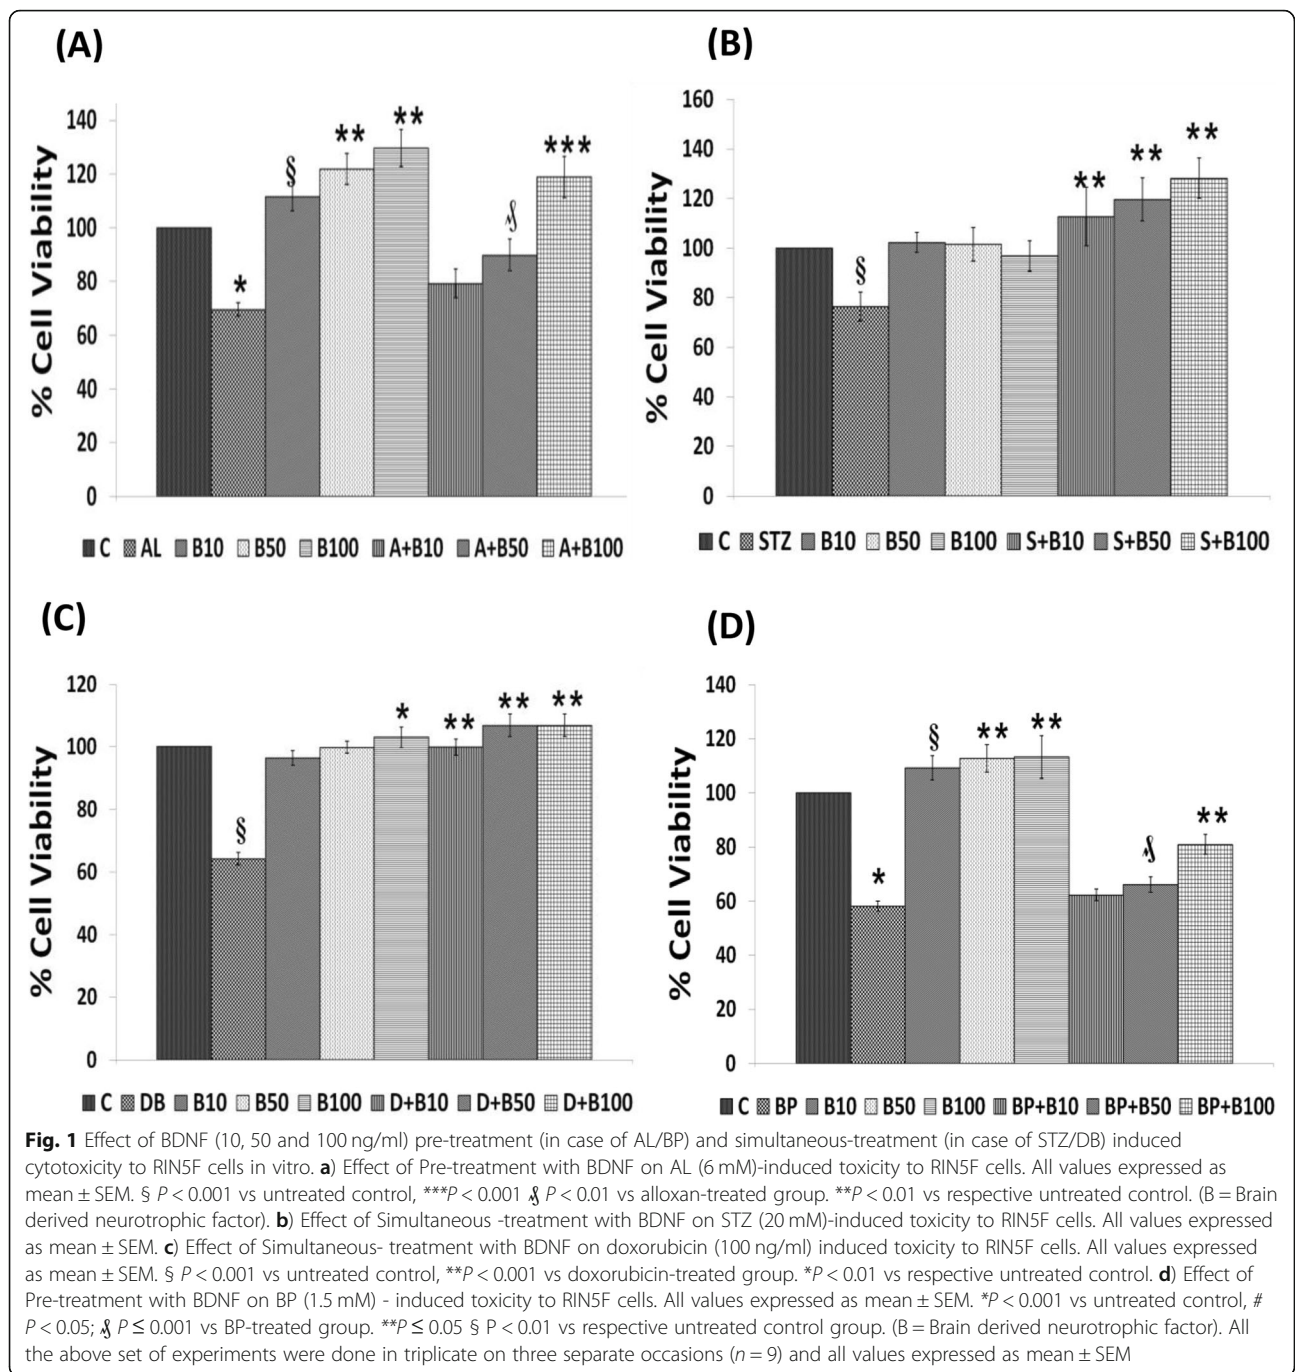 (A)
% Cell Viability
140
120
100
80
60
40
20
0
*
§
**
**
₰
***
C AL B10 B50 B100 A+B10 A+B50 A+B100
(B)
% Cell Viability
160
140
120
100
80
60
40
20
0
§
**
**
**
C STZ B10 B50 B100 S+B10 S+B50 S+B100
(C)
% Cell Viability
120
100
80
60
40
20
0
§
*
**
**
**
C DB B10 B50 B100 D+B10 D+B50 D+B100
(D)
% Cell Viability
140
120
100
80
60
40
20
0
*
§
**
**
₰
**
C BP B10 B50 B100 BP+B10 BP+B50 BP+B100
Fig. 1 Effect of BDNF (10, 50 and 100 ng/ml) pre-treatment (in case of AL/BP) and simultaneous-treatment (in case of STZ/DB) induced
cytotoxicity to RIN5F cells in vitro. a) Effect of Pre-treatment with BDNF on AL (6 mM)-induced toxicity to RIN5F cells. All values expressed as
mean ± SEM. § P < 0.001 vs untreated control, ***P < 0.001 ₰ P < 0.01 vs alloxan-treated group. **P < 0.01 vs respective untreated control. (B = Brain
derived neurotrophic factor). b) Effect of Simultaneous -treatment with BDNF on STZ (20 mM)-induced toxicity to RIN5F cells. All values expressed
as mean ± SEM. c) Effect of Simultaneous- treatment with BDNF on doxorubicin (100 ng/ml) induced toxicity to RIN5F cells. All values expressed
as mean ± SEM. § P < 0.001 vs untreated control, **P < 0.001 vs doxorubicin-treated group. *P < 0.01 vs respective untreated control. d) Effect of
Pre-treatment with BDNF on BP (1.5 mM) - induced toxicity to RIN5F cells. All values expressed as mean ± SEM. *P < 0.001 vs untreated control, #
P < 0.05; ₰ P ≤ 0.001 vs BP-treated group. **P ≤ 0.05 § P < 0.01 vs respective untreated control group. (B = Brain derived neurotrophic factor). All
the above set of experiments were done in triplicate on three separate occasions (n = 9) and all values expressed as mean ± SEM